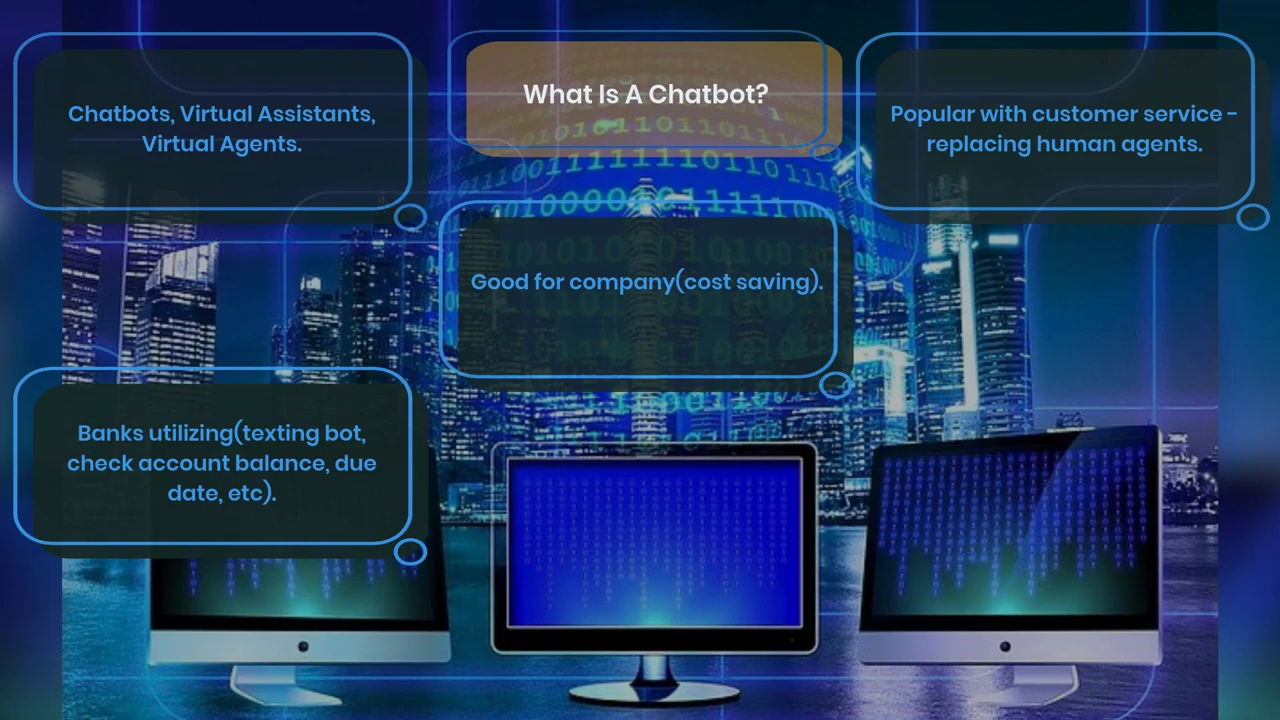 What Is A Chatbot?
Chatbots, Virtual Assistants,
Virtual Agents.
Popular with customer service -
replacing human agents.
Good for company(cost saving).
Banks utilizing(texting bot,
check account balance, due
date, etc).